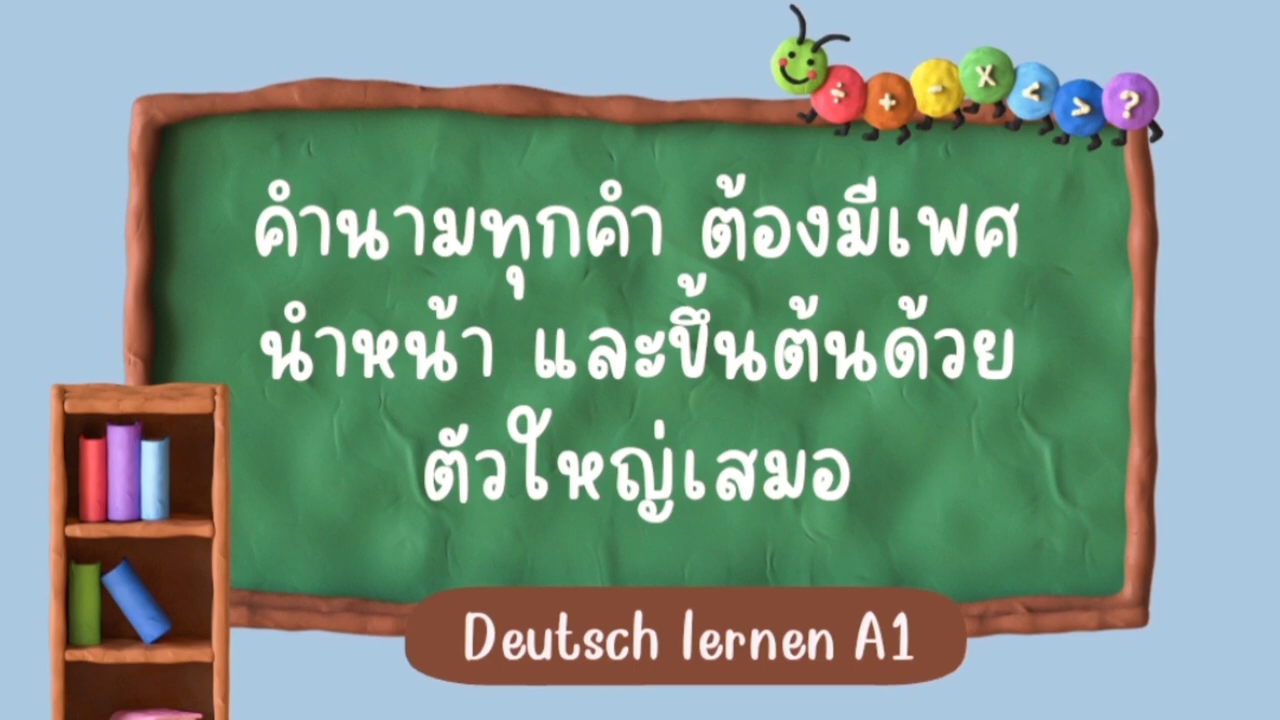 ÷ + - x < > ?
คำนามทุกคำ ต้องมีเพศ
นำหน้า และขึ้นต้นด้วย
ตัวใหญ่เสมอ
Deutsch lernen A1